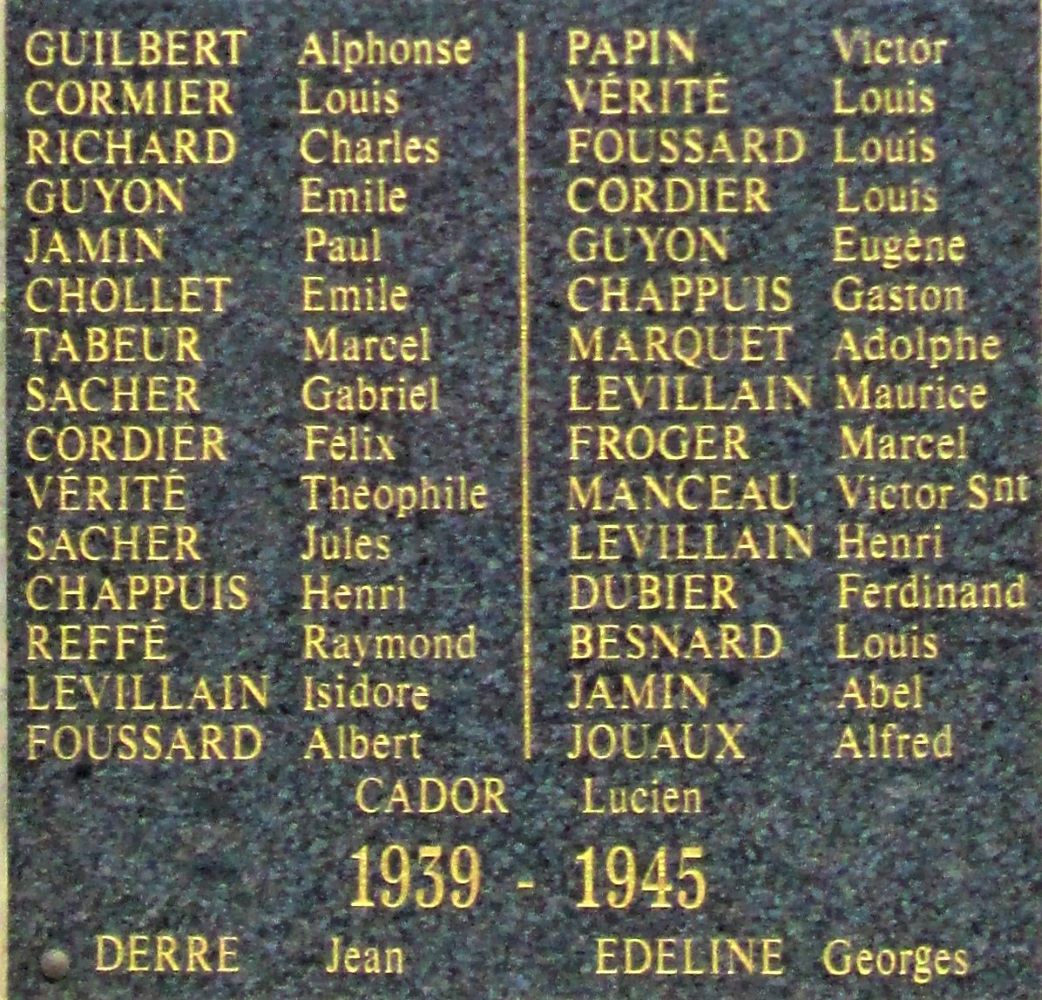 GUILBERT Alphonse
CORMIER Louis
RICHARD Charles
GUYON Emile
JAMIN Paul
CHOLLET Emile
TABEUR Marcel
SACHER Gabriel
CORDIER Félix
VÉRITÉ Théophile
SACHER Jules
CHAPPUIS Henri
REFFÉ Raymond
LEVILLAIN Isidore
FOUSSARD Albert
PAPIN Victor
VÉRITÉ Louis
FOUSSARD Louis
CORDIER Louis
GUYON Eugène
CHAPPUIS Gaston
MARQUET Adolphe
LEVILLAIN Maurice
FROGER Marcel
MANCEAU Victor Snt
LEVILLAIN Henri
DUBIER Ferdinand
BESNARD Louis
JAMIN Abel
JOUAUX Alfred
CADOR Lucien
1939 - 1945
DERRE Jean EDELINE Georges